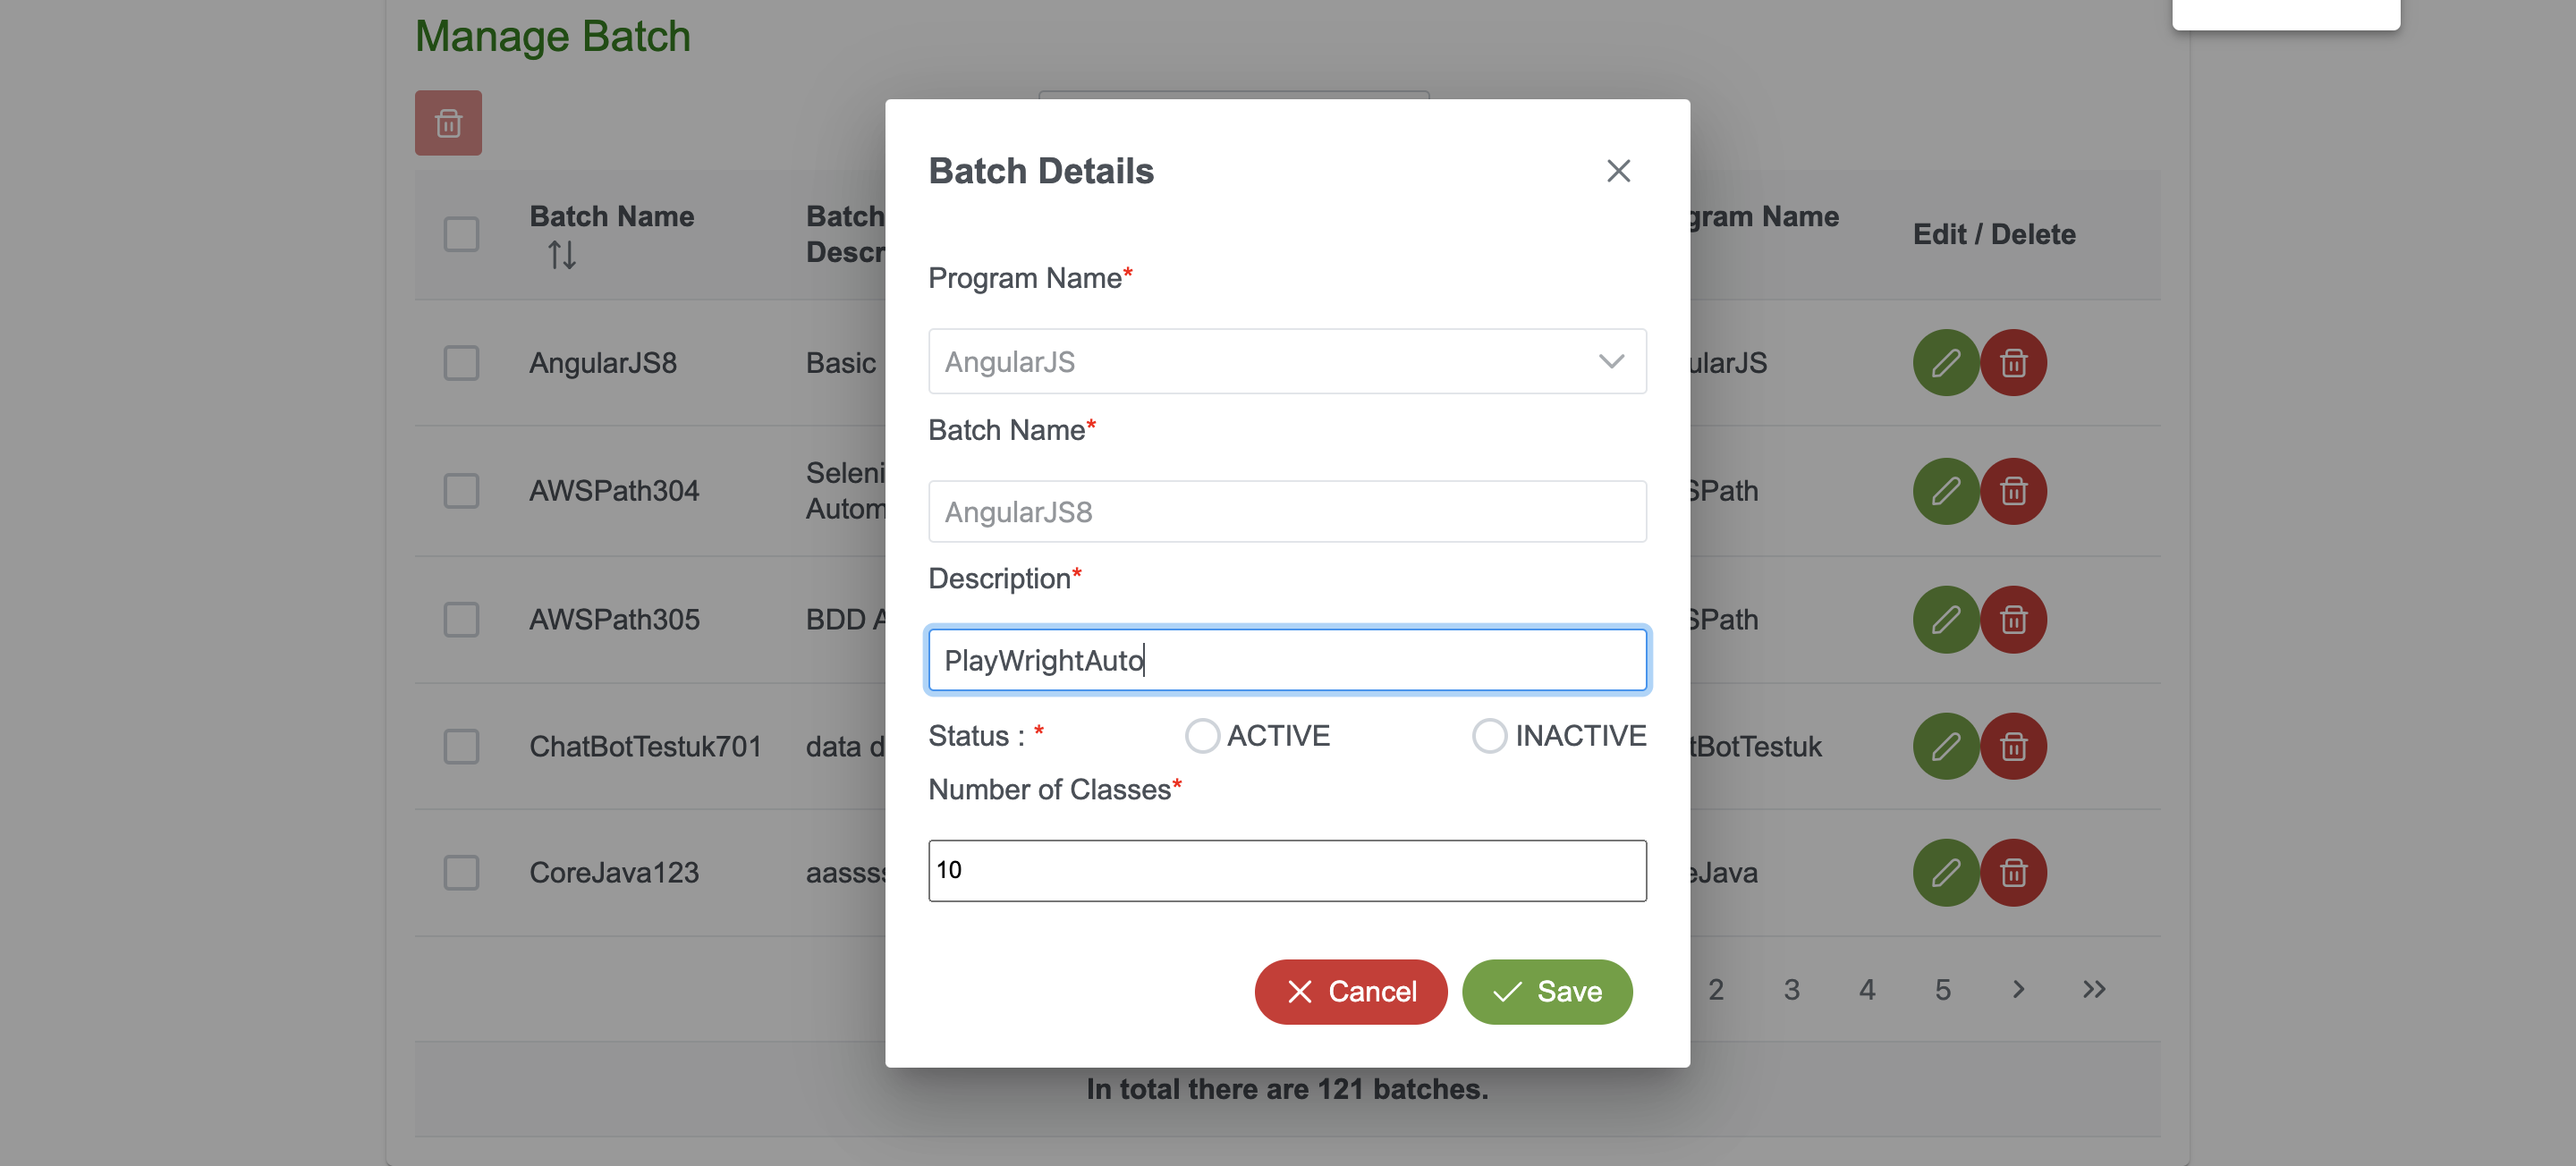 Manage Batch
Batch Details
Batch Name
Batch
Descr
gram Name
Edit / Delete
Program Name*
AngularJS
AngularJS8
Basic
ularJS
Batch Name*
AngularJS8
AWSPath304
Seleni
Autom
SPath
Description*
PlayWrightAuto
AWSPath305
BDD A
SPath
Status : *
ACTIVE
INACTIVE
ChatBotTestuk701
data d
tBotTestuk
Number of Classes*
10
CoreJava123
aasss
eJava
Cancel
Save
2 3 4 5
In total there are 121 batches.